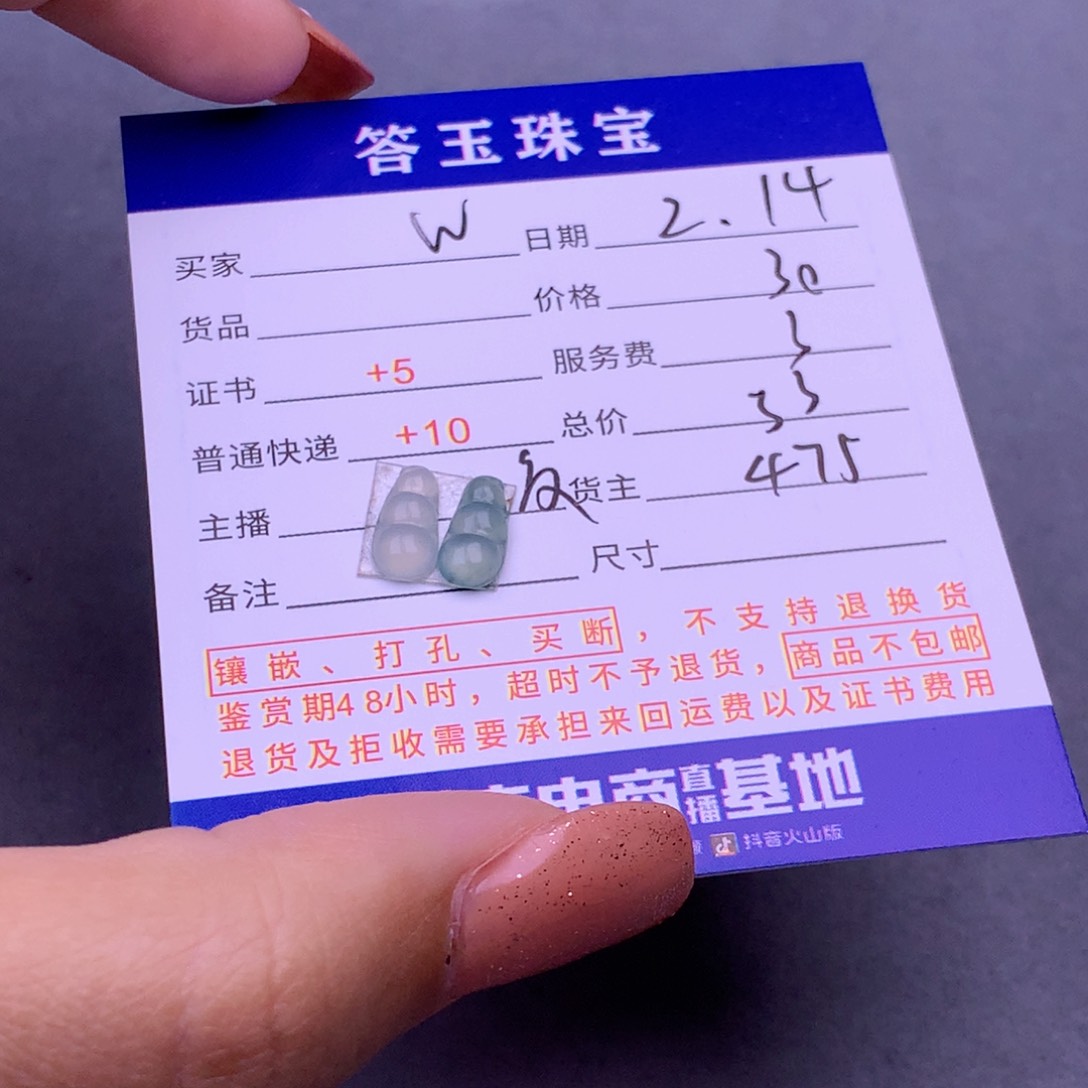 答玉珠宝
买家 W 日期 2.14
货品 价格 30
证书 +5 服务费 3
普通快递 +10 总价 33
主播 货主 475
备注 尺寸
镶嵌、打孔、买断，不支持退换货
鉴赏期48小时，超时不予退货，商品不包邮
退货及拒收需要承担来回运费以及证书费用
电商直播基地
抖音火山版